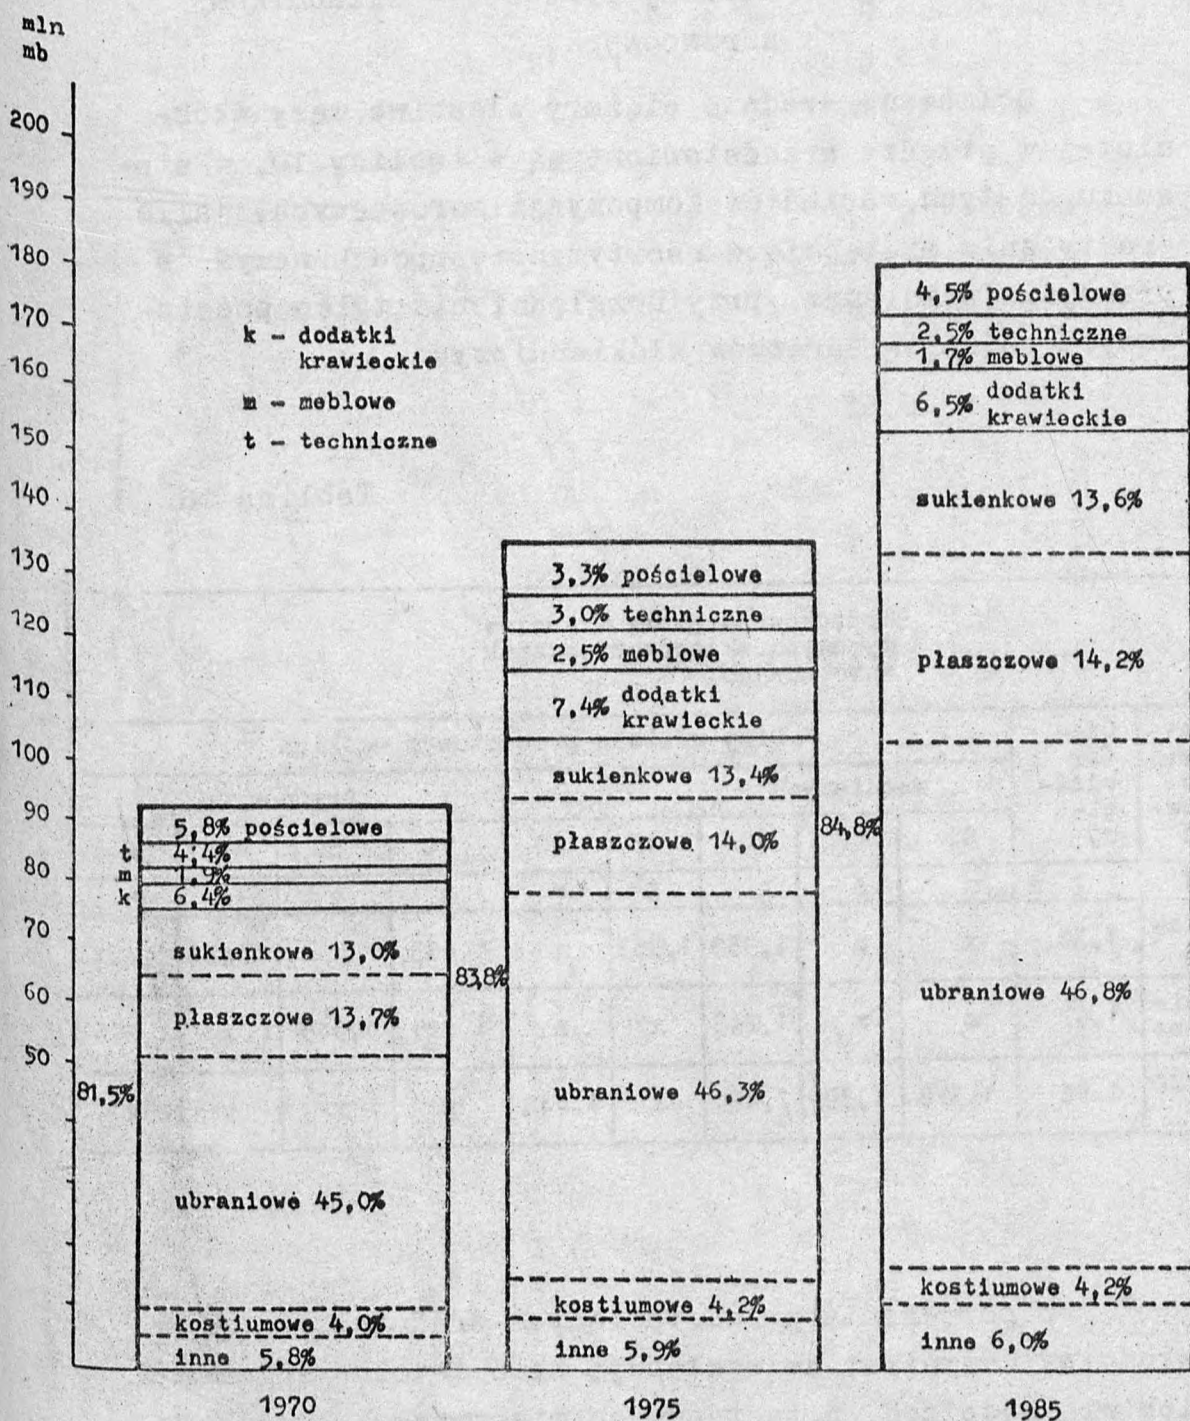 mln
mb
200
190
180
170
160
150
140
130
120
110
100
90
80
70
60
50
k - dodatki
krawieckie
m - meblowe
t - techniczne
81,5%
t
m
k
5,8% pościelowe
4,4%
1,9%
6,4%
sukienkowe 13,0%
płaszczowe 13,7%
ubraniowe 45,0%
kostiumowe 4,0%
inne 5,8%
1970
83,8%
3,3% pościelowe
3,0% techniczne
2,5% meblowe
7,4% dodatki
krawieckie
sukienkowe 13,4%
płaszczowe 14,0%
ubraniowe 46,3%
kostiumowe 4,2%
inne 5,9%
1975
84,8%
4,5% pościelowe
2,5% techniczne
1,7% meblowe
6,5% dodatki
krawieckie
sukienkowe 13,6%
płaszczowe 14,2%
ubraniowe 46,8%
kostiumowe 4,2%
inne 6,0%
1985